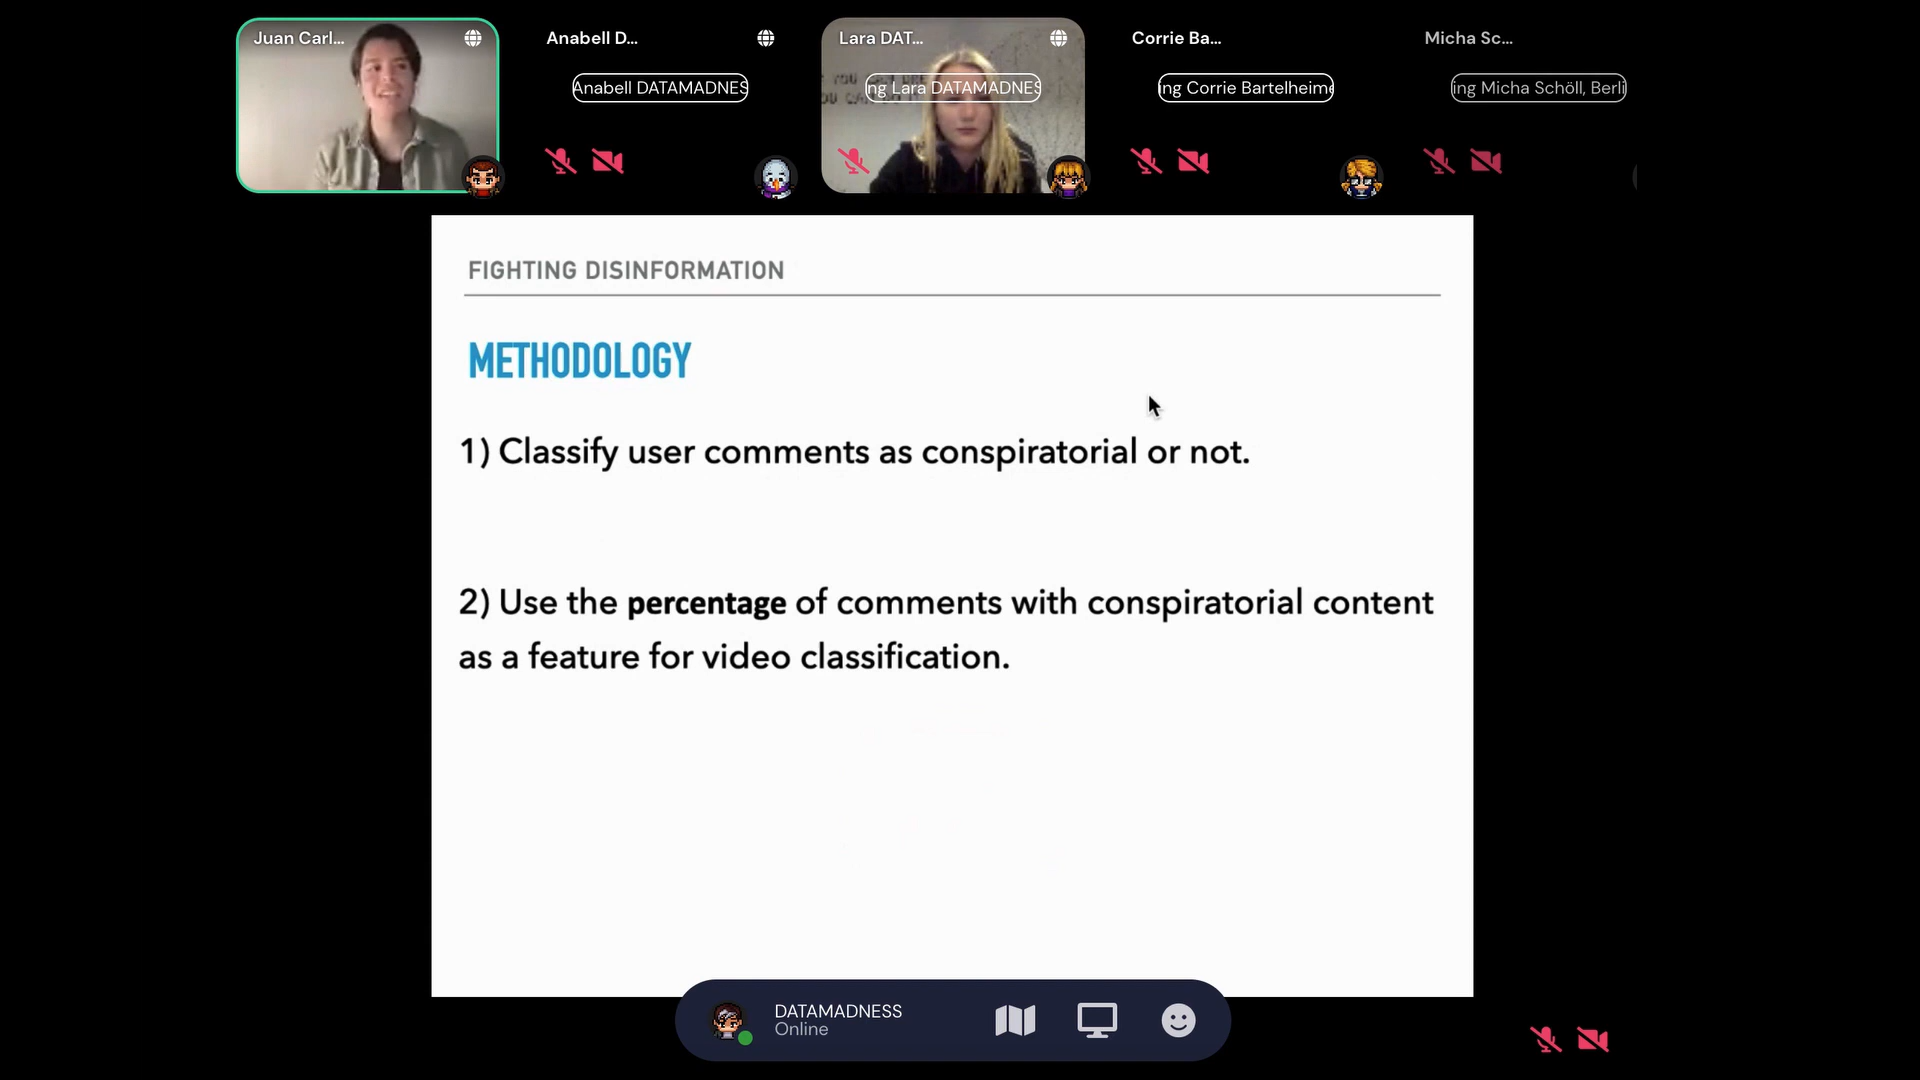 Juan Carl...
Anabell D...
Lara DAT...
Corrie Ba...
Micha Sc...
Anabell DATAMADNES
ng Lara DATAMADNES
ing Corrie Bartelheime
ing Micha Schöll, Berli
FIGHTING DISINFORMATION
METHODOLOGY
1) Classify user comments as conspiratorial or not.
2) Use the percentage of comments with conspiratorial content
as a feature for video classification.
DATAMADNESS
Online